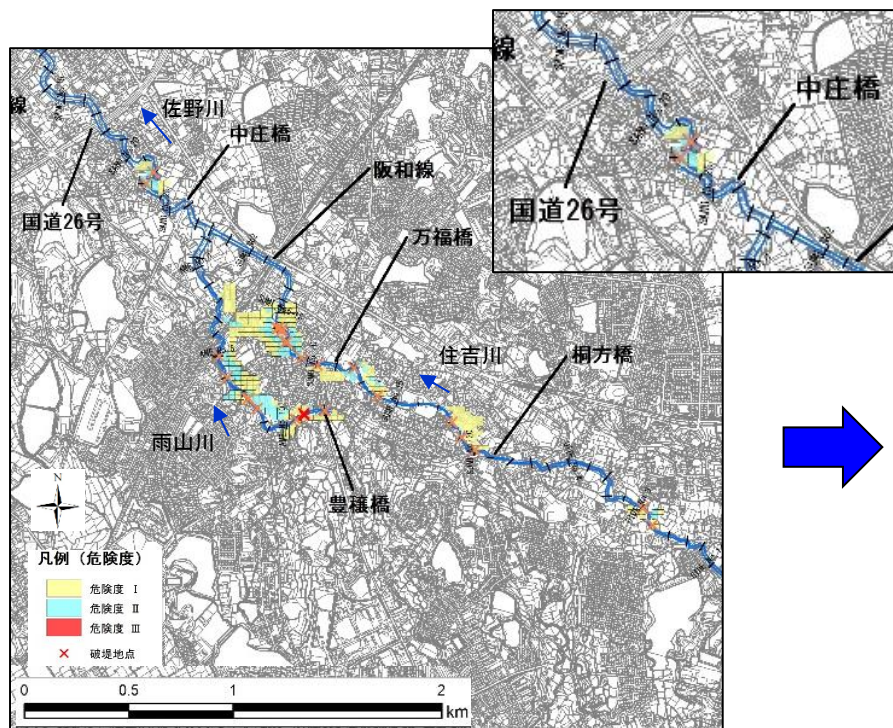 線
佐野川
中庄橋
国道26号
阪和線
万福橋
住吉川
桐方橋
雨山川
豊穣橋
N
凡例（危険度）
危険度 Ⅰ
危険度 Ⅱ
危険度 Ⅲ
破堤地点
0 0.5 1 2
km
線
中庄橋
国道26号